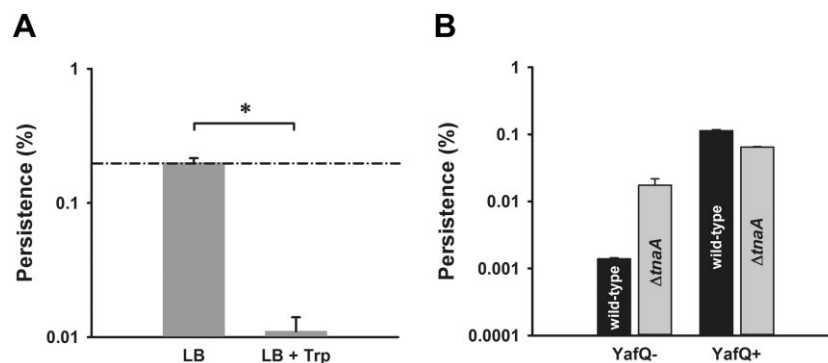 A
Persistence (%)
1
0.1
0.01
*
LB
LB + Trp
B
Persistence (%)
1
0.1
0.01
0.001
0.0001
wild-type
ΔtnaA
wild-type
ΔtnaA
YafQ-
YafQ+